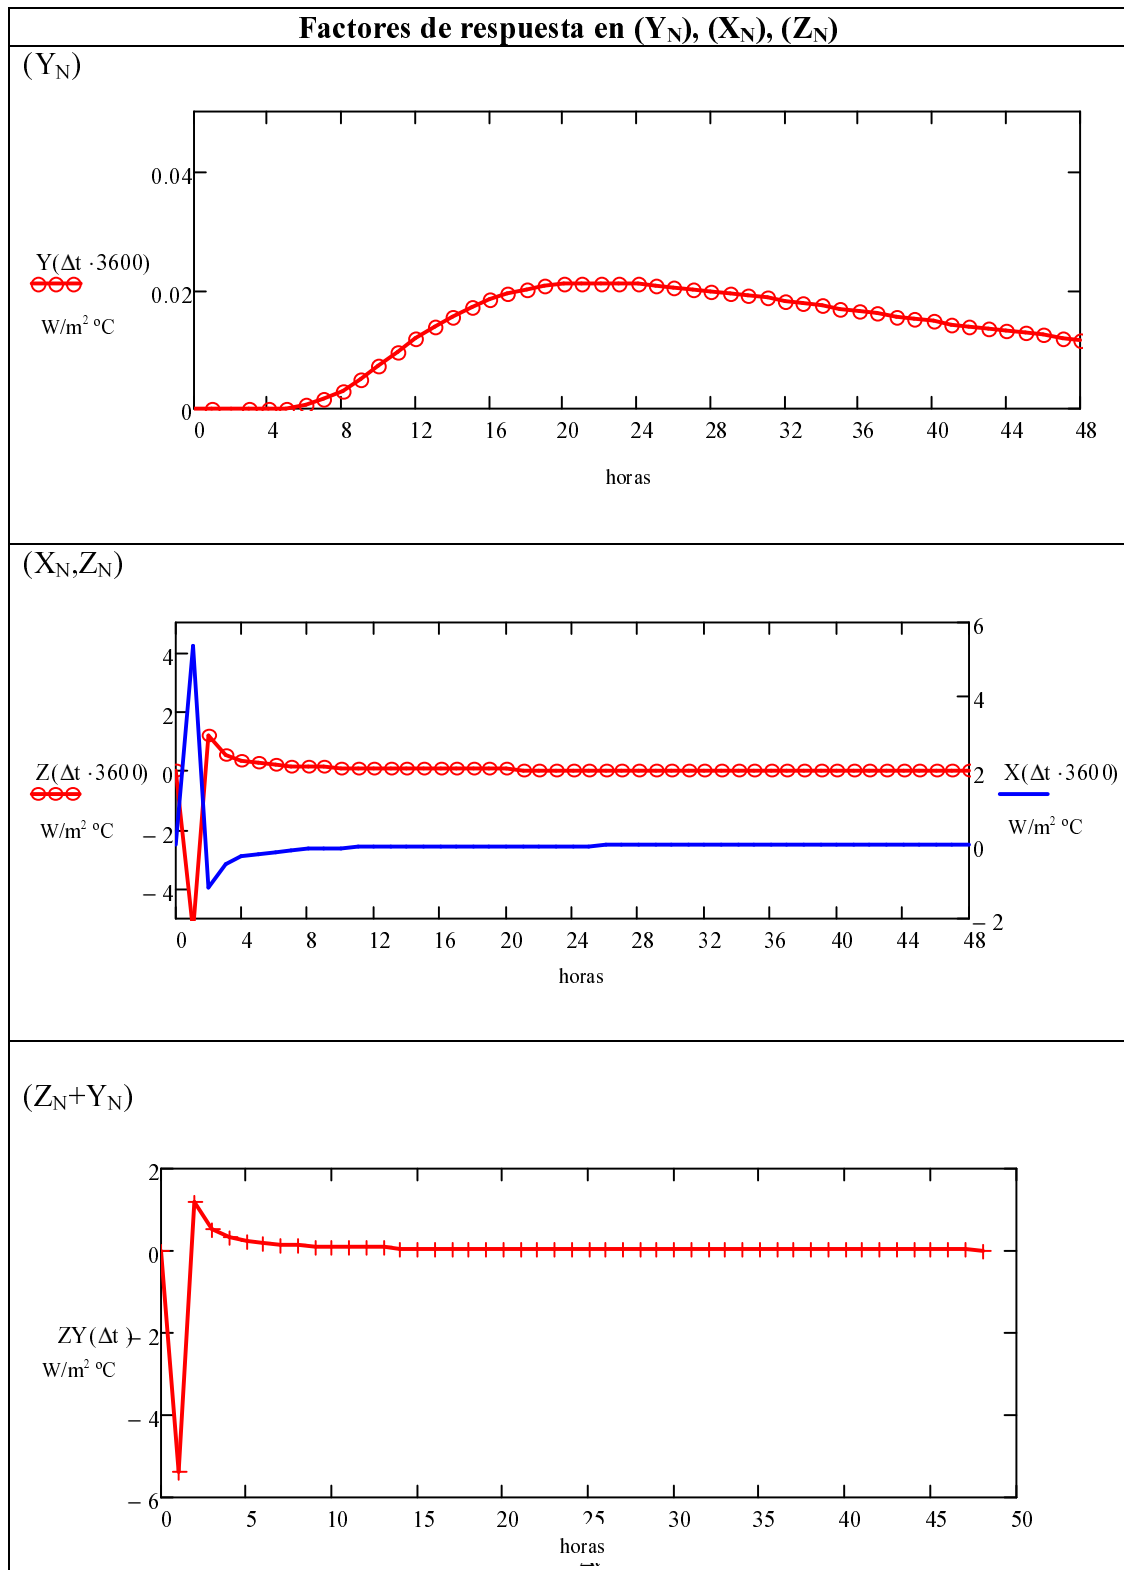 Factores de respuesta en (YN), (XN), (ZN)
(YN)
0.04
Y(Δt ·3600)
0.02
W/m² ºC
0
0 4 8 12 16 20 24 28 32 36 40 44 48
horas
(XN,ZN)
6
4
4
2
2
Z(Δt ·3600)
0
2
X(Δt ·3600)
W/m² ºC
− 2
0
W/m² ºC
− 4
− 2
0 4 8 12 16 20 24 28 32 36 40 44 48
horas
(ZN+YN)
2
0
ZY(Δt )
− 2
W/m² ºC
− 4
− 6
0 5 10 15 20 25 30 35 40 45 50
horas